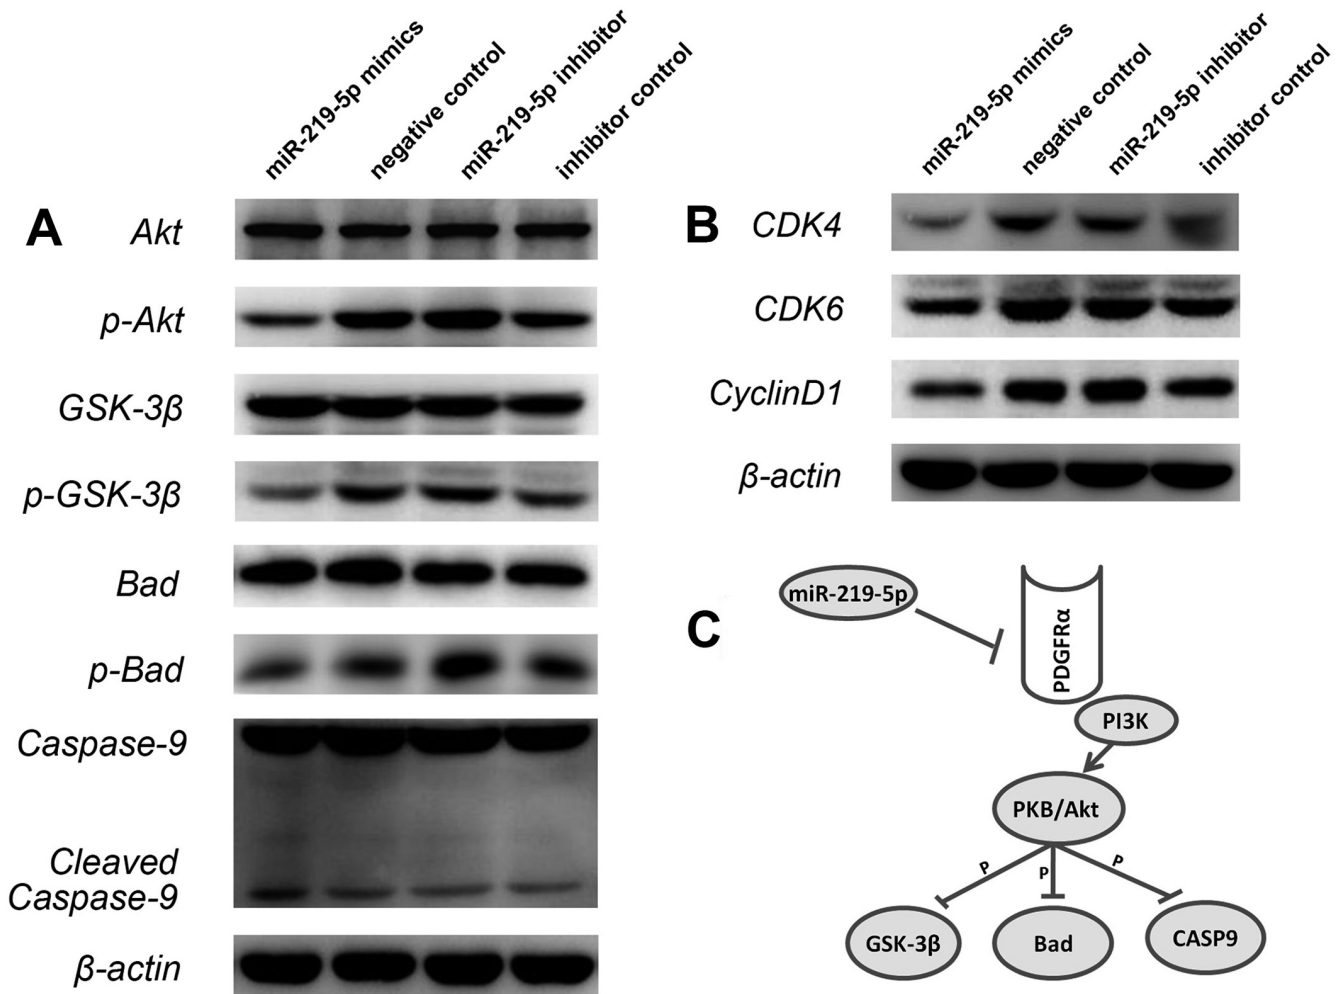 miR-219-5p mimics
negative control
miR-219-5p inhibitor
inhibitor control
A
Akt
p-Akt
GSK-3β
p-GSK-3β
Bad
p-Bad
Caspase-9
Cleaved
Caspase-9
β-actin
miR-219-5p mimics
negative control
miR-219-5p inhibitor
inhibitor control
B
CDK4
CDK6
CyclinD1
β-actin
C
miR-219-5p
PDGFRα
PI3K
PKB/Akt
P
P
P
GSK-3β
Bad
CASP9